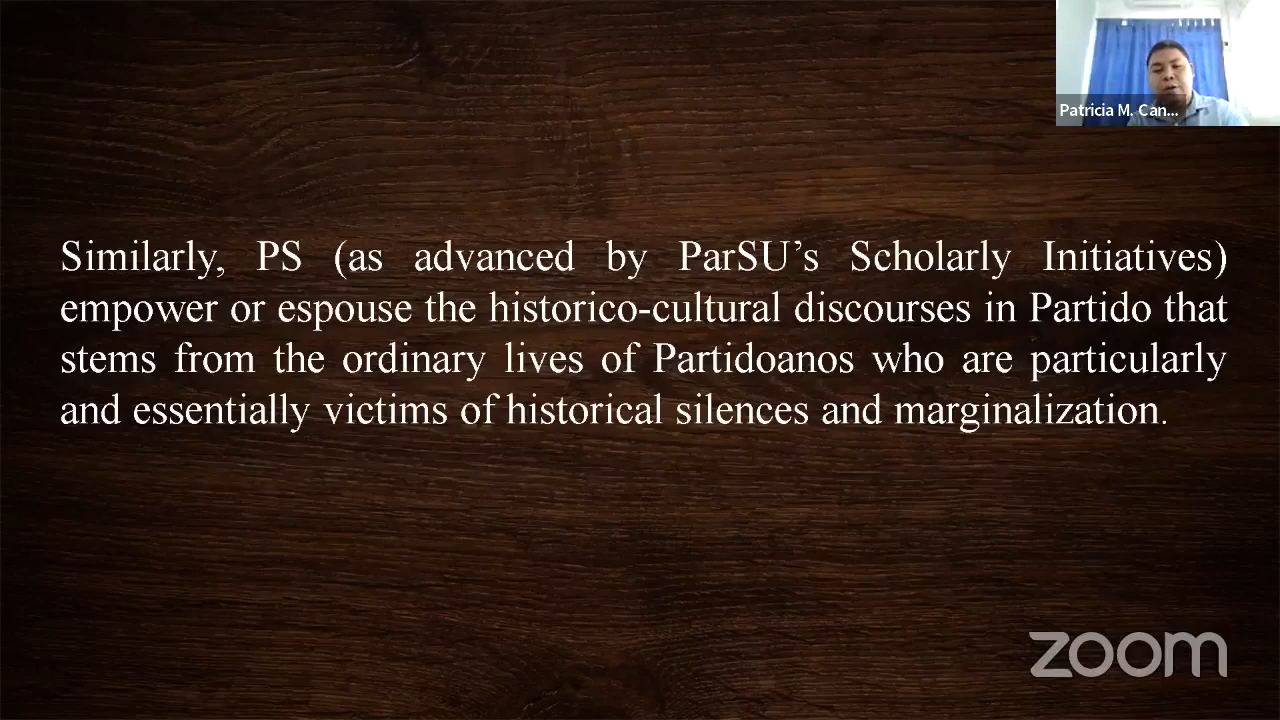 Patricia M. Can...
Similarly, PS (as advanced by ParSU’s Scholarly Initiatives)
empower or espouse the historico-cultural discourses in Partido that
stems from the ordinary lives of Partidoanos who are particularly
and essentially victims of historical silences and marginalization.
zoom